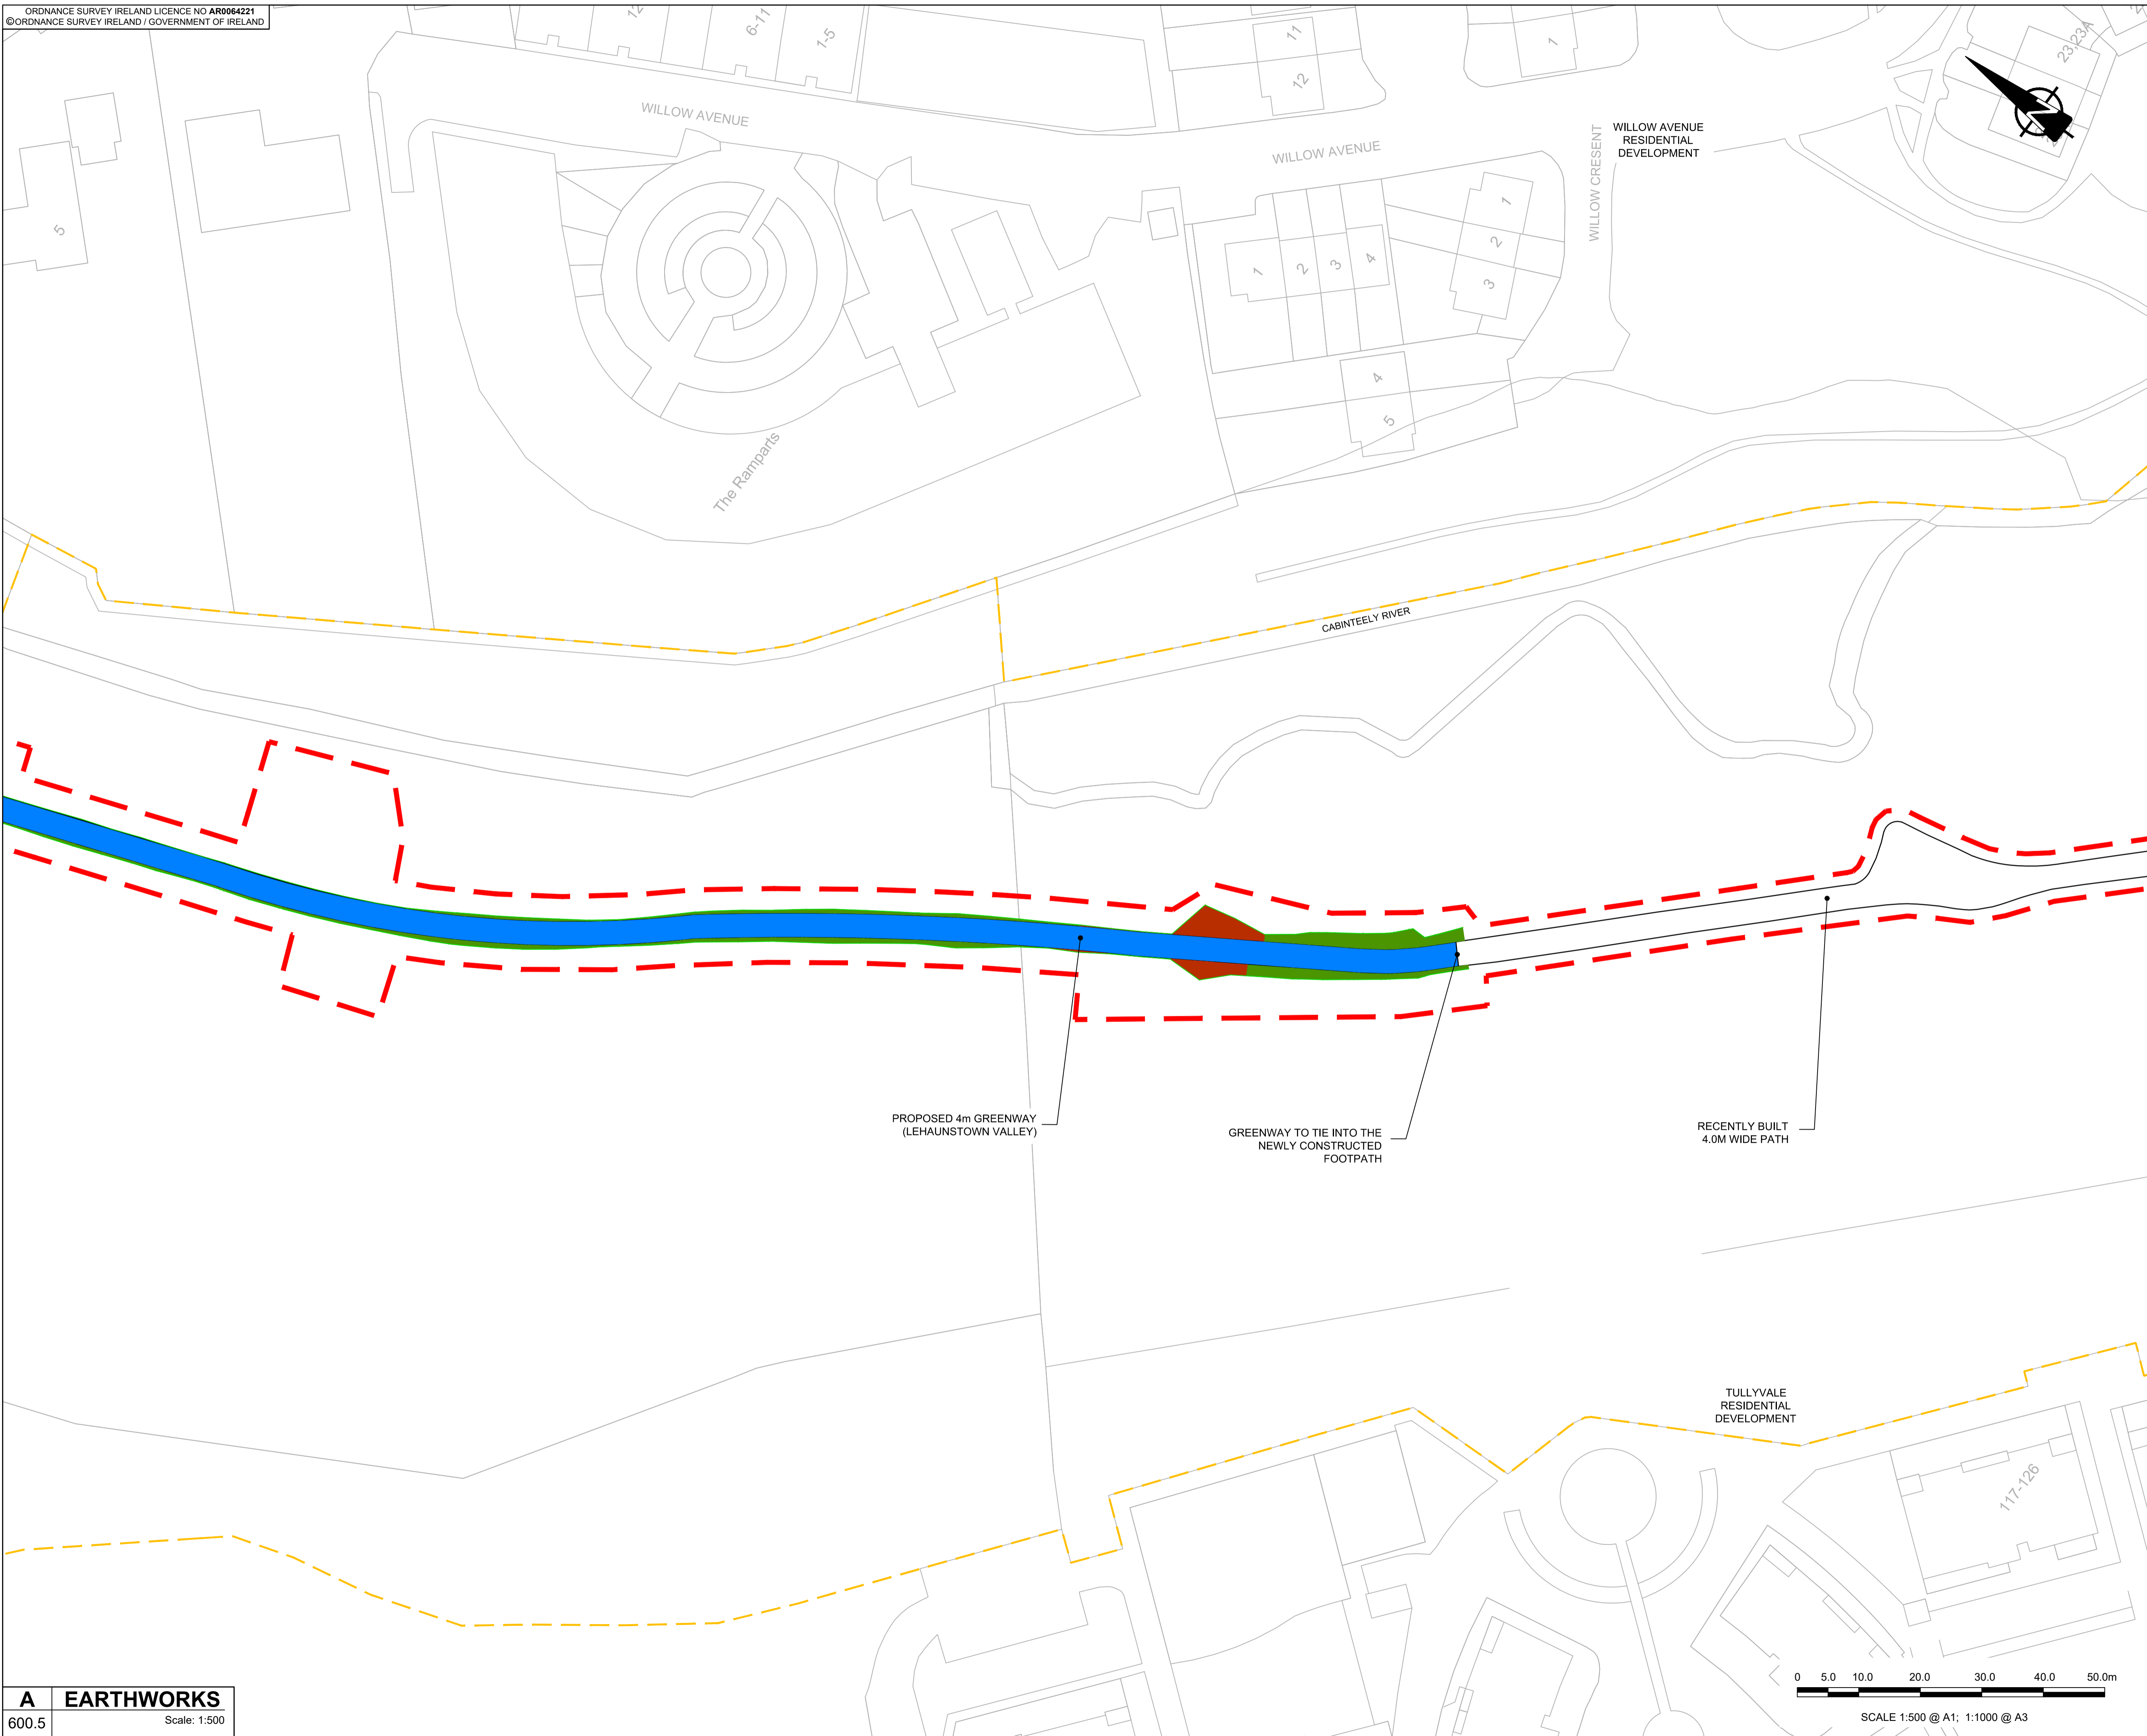 ORDNANCE SURVEY IRELAND LICENCE NO AR0064221
©ORDNANCE SURVEY IRELAND / GOVERNMENT OF IRELAND
12
6-11
1-5
11
12
1
23,23A
WILLOW AVENUE
WILLOW AVENUE
WILLOW CRESENT
WILLOW AVENUE
RESIDENTIAL
DEVELOPMENT
5
1
2
3
4
1
2
3
4
5
The Ramparts
CABINTEELY RIVER
PROPOSED 4m GREENWAY
(LEHAUNSTOWN VALLEY)
GREENWAY TO TIE INTO THE
NEWLY CONSTRUCTED
FOOTPATH
RECENTLY BUILT
4.0M WIDE PATH
TULLYVALE
RESIDENTIAL
DEVELOPMENT
117-126
0 5.0 10.0 20.0 30.0 40.0 50.0m
SCALE 1:500 @ A1; 1:1000 @ A3
A EARTHWORKS
600.5 Scale: 1:500